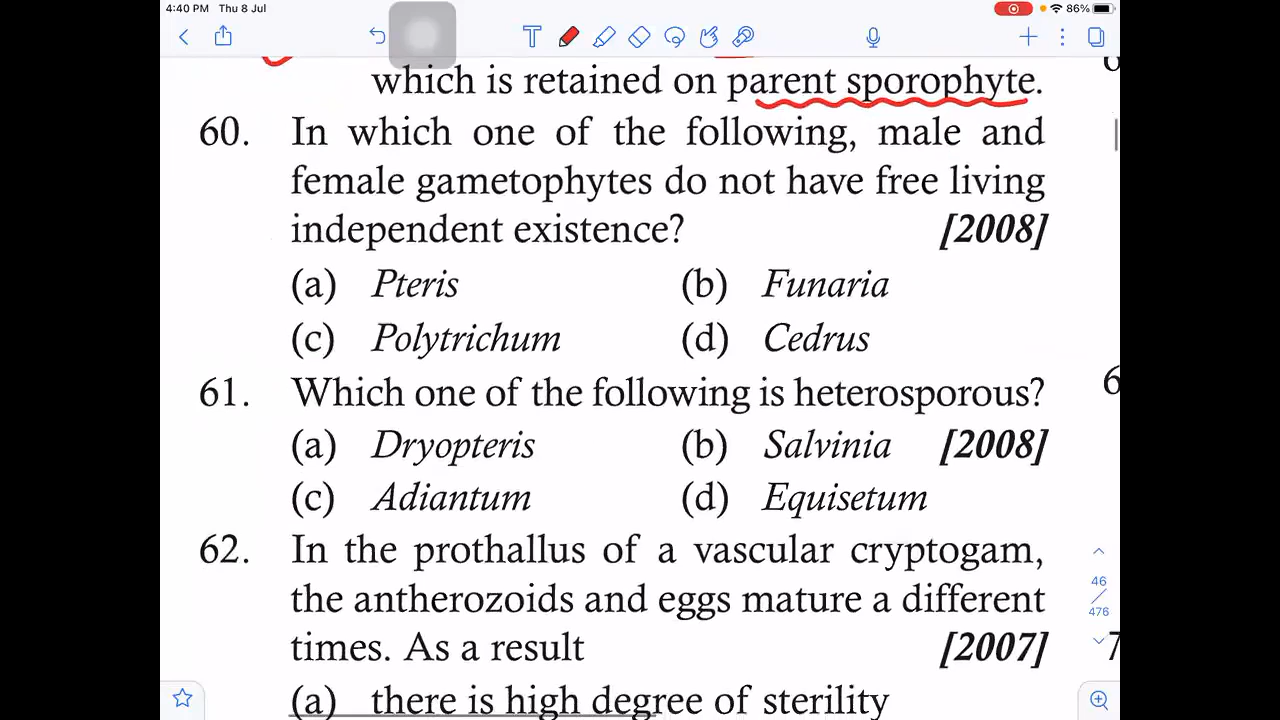 4:40 PM Thu 8 Jul
86%
T
which is retained on parent sporophyte.
60. In which one of the following, male and
female gametophytes do not have free living
independent existence? [2008]
(a) Pteris (b) Funaria
(c) Polytrichum (d) Cedrus
61. Which one of the following is heterosporous?
(a) Dryopteris (b) Salvinia [2008]
(c) Adiantum (d) Equisetum
62. In the prothallus of a vascular cryptogam,
the antherozoids and eggs mature a different
times. As a result [2007]
(a) there is high degree of sterility
6
7
46
/
476